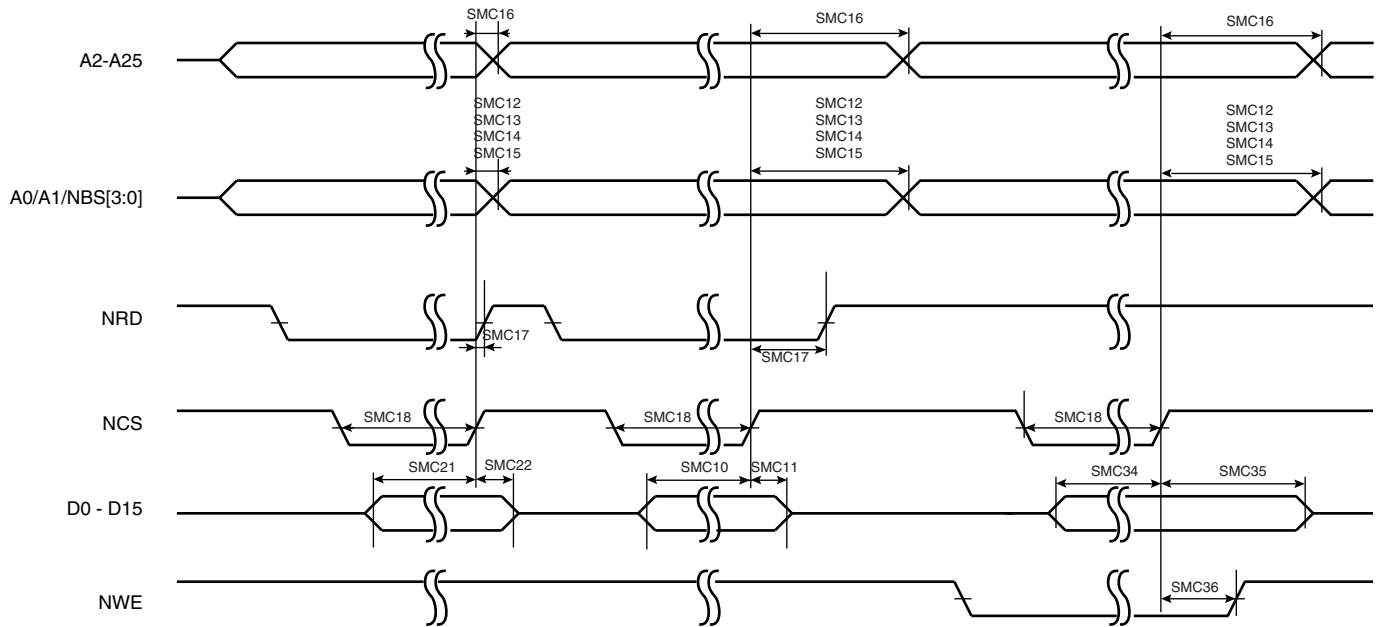 SMC16
SMC16
SMC16
A2-A25
SMC12
SMC13
SMC14
SMC15
SMC12
SMC13
SMC14
SMC15
SMC12
SMC13
SMC14
SMC15
A0/A1/NBS[3:0]
NRD
SMC17
SMC17
NCS
SMC18
SMC18
SMC18
SMC21
SMC22
SMC10
SMC11
SMC34
SMC35
D0 - D15
NWE
SMC36